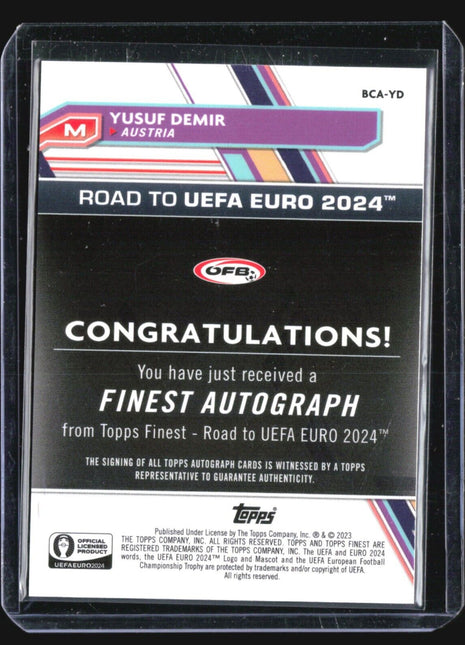 BCA-YD
M
YUSUF DEMIR
AUSTRIA
ROAD TO UEFA EURO 2024™
ÖFB
CONGRATULATIONS!
You have just received a
FINEST AUTOGRAPH
from Topps Finest - Road to UEFA EURO 2024™
THE SIGNING OF ALL TOPPS AUTOGRAPH CARDS IS WITNESSED BY A TOPPS
REPRESENTATIVE TO GUARANTEE AUTHENTICITY.
topps
OFFICIAL
LICENSED
PRODUCT
UEFA EURO2024
Published Under License by The Topps Company, Inc. ® & © 2023
THE TOPPS COMPANY, INC. ALL RIGHTS RESERVED. TOPPS AND TOPPS FINEST ARE
REGISTERED TRADEMARKS OF THE TOPPS COMPANY, INC. The UEFA and EURO 2024
words, the UEFA EURO 2024™ Logo and Mascot and the UEFA European Football
Championship Trophy are protected by trademarks and/or copyright of UEFA.
All rights reserved.